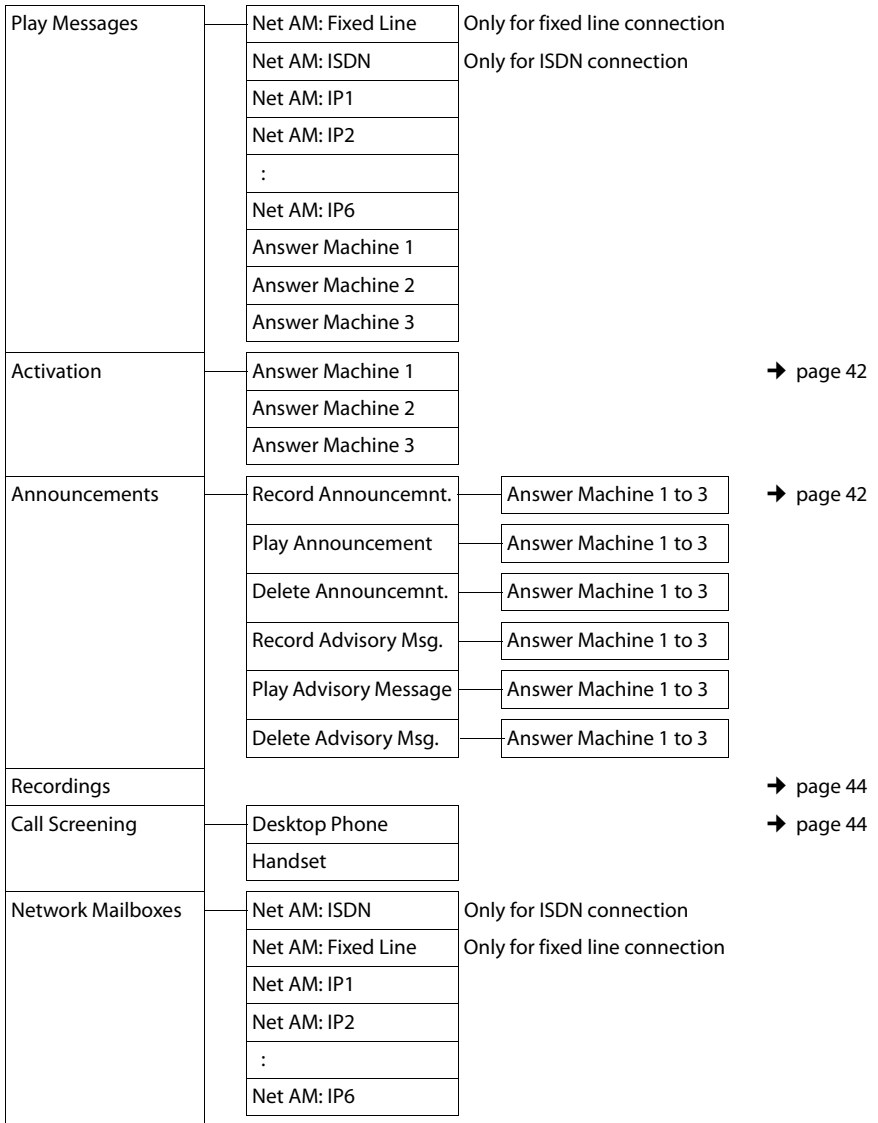 Play Messages Net AM: Fixed Line Only for fixed line connection
Net AM: ISDN Only for ISDN connection
Net AM: IP1
Net AM: IP2
:
Net AM: IP6
Answer Machine 1
Answer Machine 2
Answer Machine 3
Activation Answer Machine 1 ➔ page 42
Answer Machine 2
Answer Machine 3
Announcements Record Announcemnt. Answer Machine 1 to 3 ➔ page 42
Play Announcement Answer Machine 1 to 3
Delete Announcemnt. Answer Machine 1 to 3
Record Advisory Msg. Answer Machine 1 to 3
Play Advisory Message Answer Machine 1 to 3
Delete Advisory Msg. Answer Machine 1 to 3
Recordings ➔ page 44
Call Screening Desktop Phone ➔ page 44
Handset
Network Mailboxes Net AM: ISDN Only for ISDN connection
Net AM: Fixed Line Only for fixed line connection
Net AM: IP1
Net AM: IP2
:
Net AM: IP6